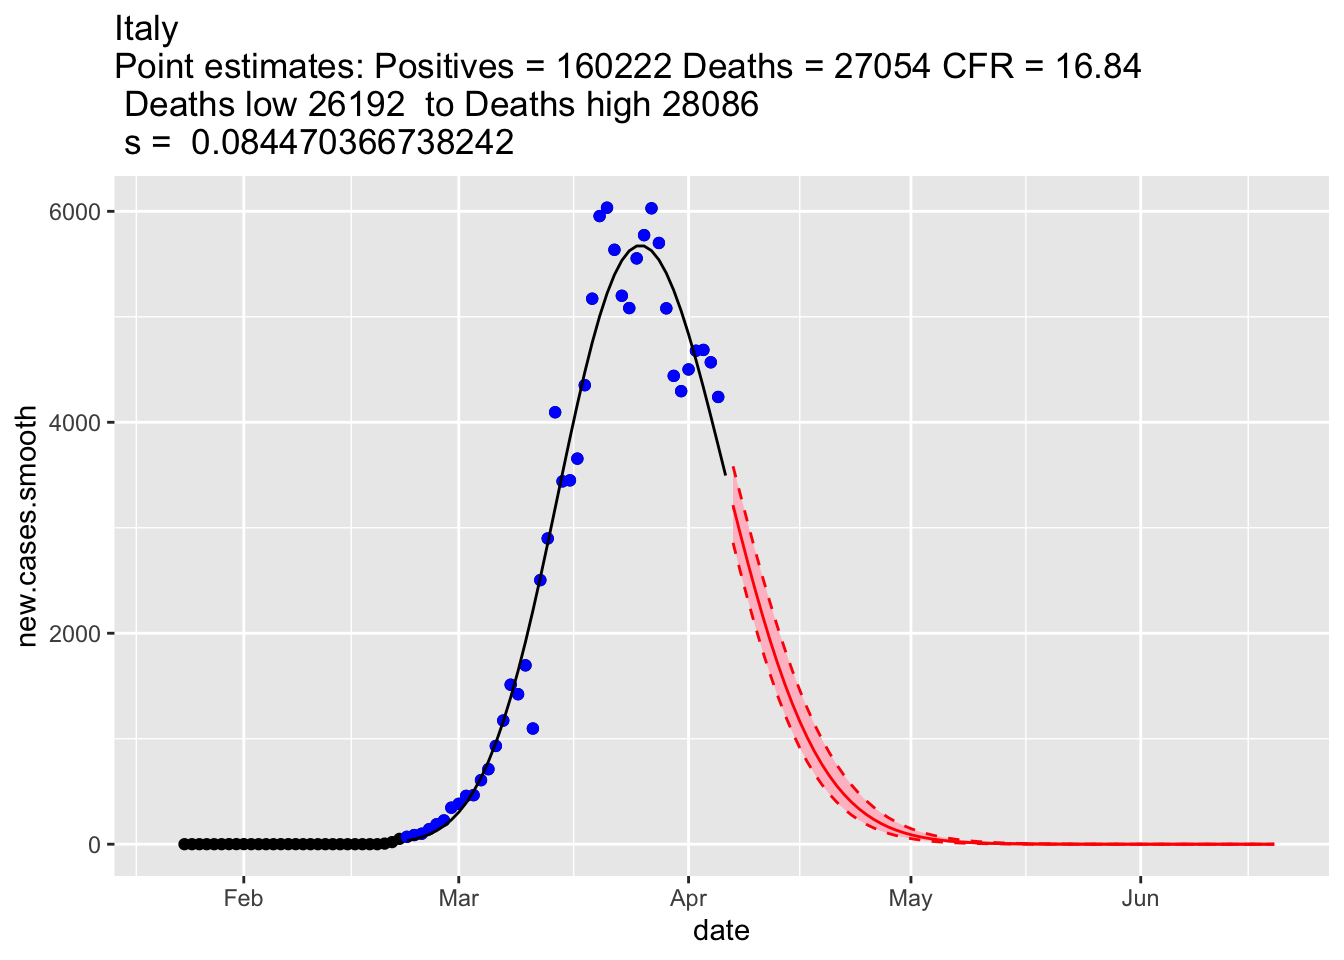 Italy
Point estimates: Positives = 160222 Deaths = 27054 CFR = 16.84
Deaths low 26192  to Deaths high 28086
s =  0.084470366738242
6000
4000
2000
0
new.cases.smooth
Feb Mar Apr May Jun
date